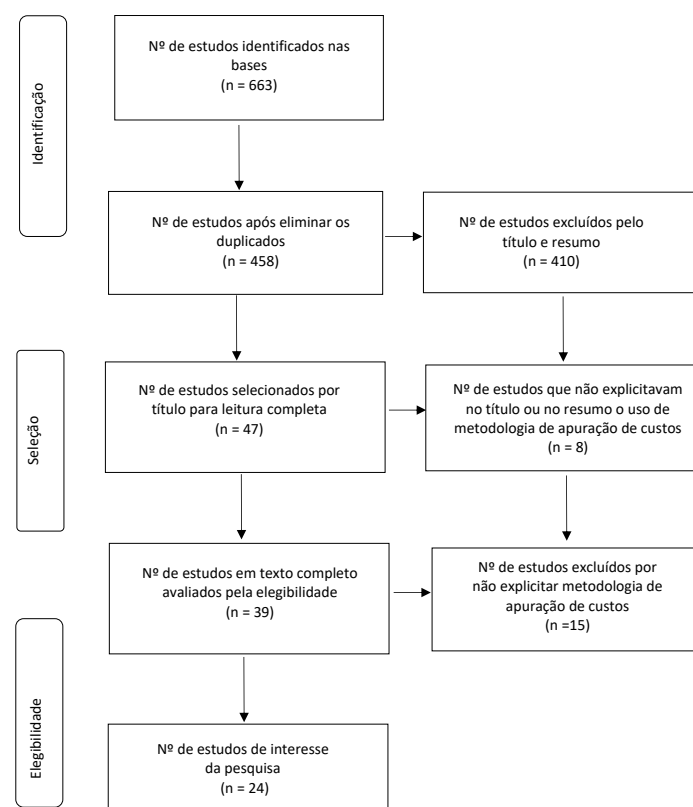 Identificação
Nº de estudos identificados nas
bases
(n = 663)
Nº de estudos após eliminar os
duplicados
(n = 458)
Nº de estudos excluídos pelo
título e resumo
(n = 410)
Seleção
Nº de estudos selecionados por
título para leitura completa
(n = 47)
Nº de estudos que não explicitavam
no título ou no resumo o uso de
metodologia de apuração de custos
(n = 8)
Nº de estudos em texto completo
avaliados pela elegibilidade
(n = 39)
Nº de estudos excluídos por
não explicitar metodologia de
apuração de custos
(n =15)
Elegibilidade
Nº de estudos de interesse
da pesquisa
(n = 24)